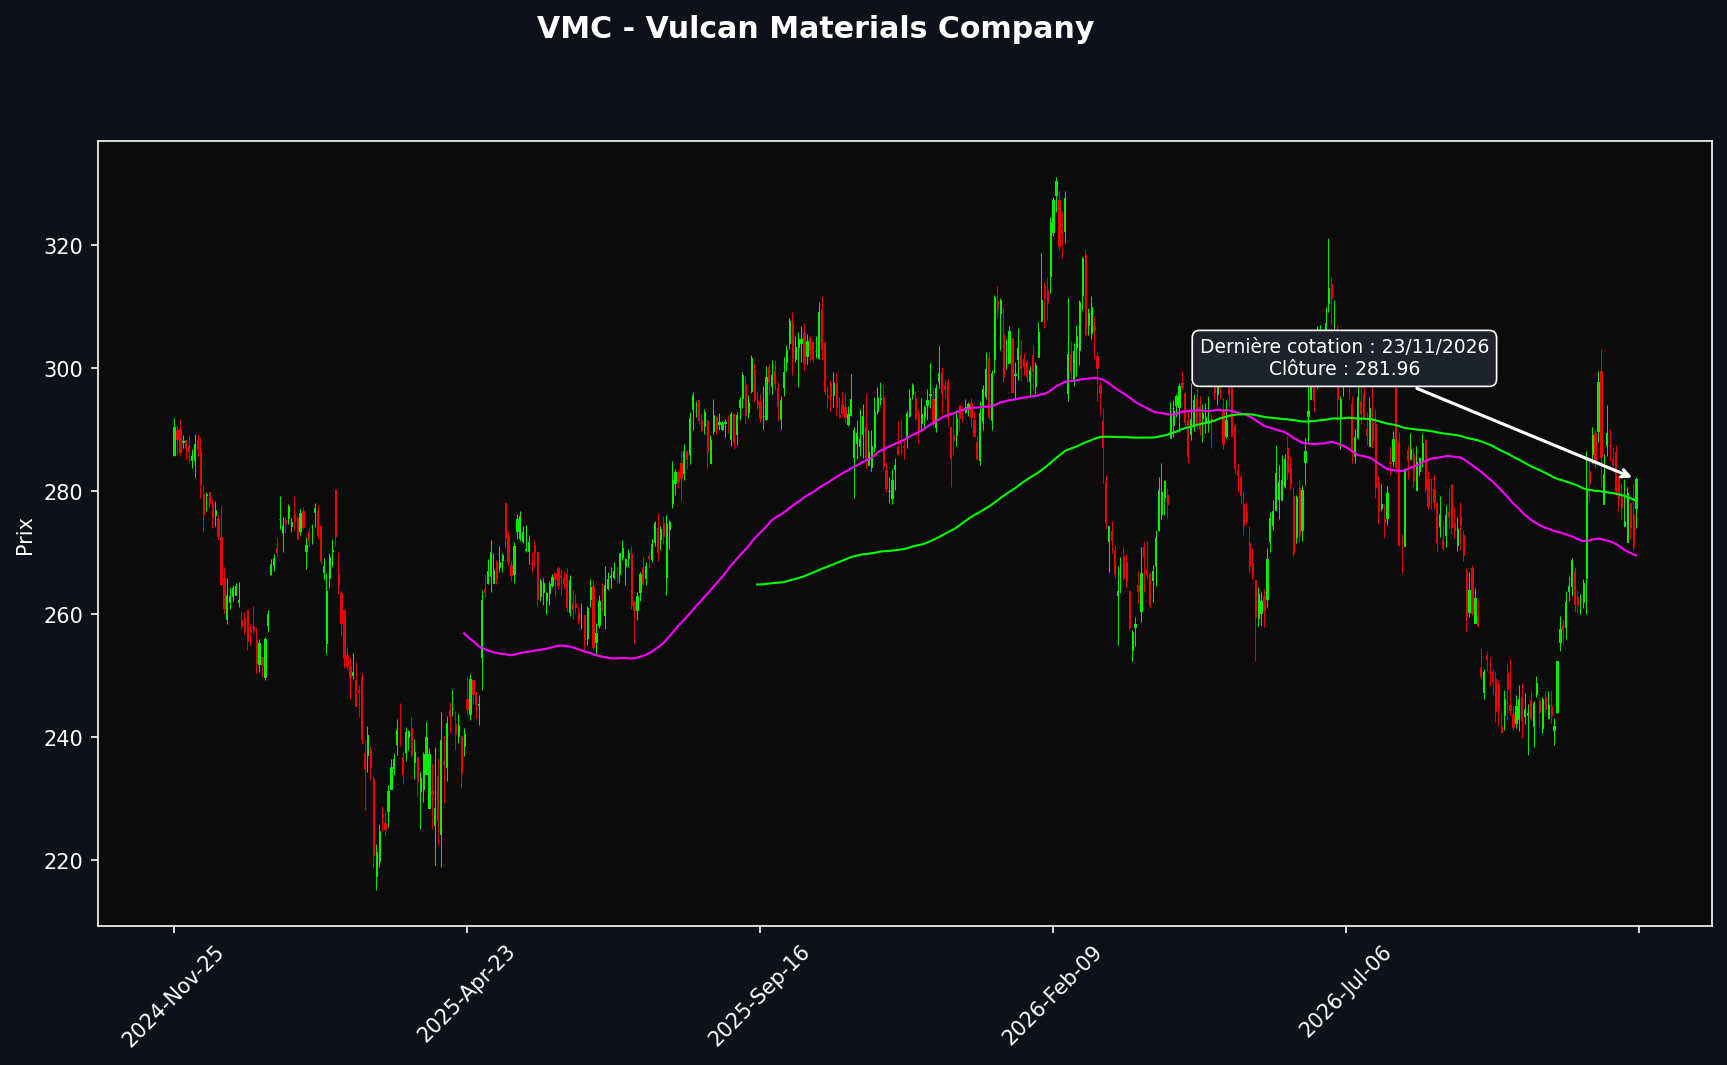 VMC - Vulcan Materials Company
Prix
320
300
280
260
240
220
Dernière cotation : 23/11/2026
Clôture : 281.96
2024-Nov-25
2025-Apr-23
2025-Sep-16
2026-Feb-09
2026-Jul-06